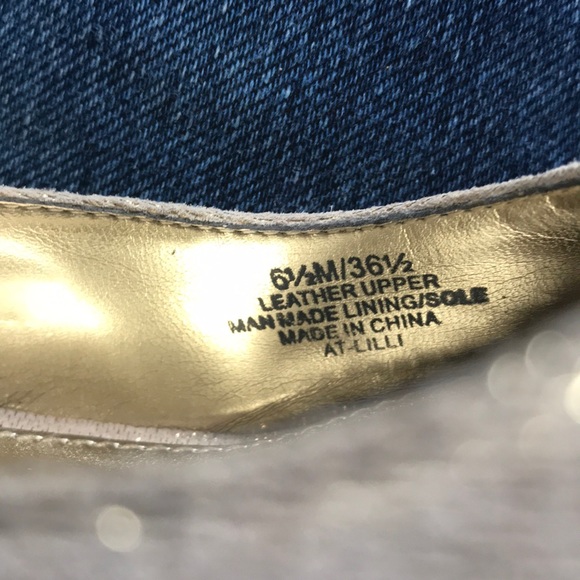 6½M/36½
LEATHER UPPER
MAN MADE LINING/SOLE
MADE IN CHINA
AT-LILLI